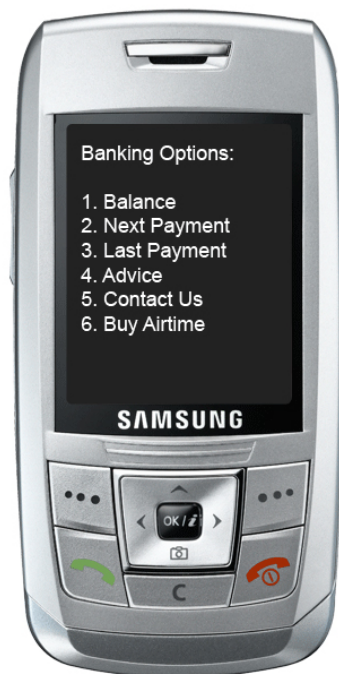 Banking Options:
1. Balance
2. Next Payment
3. Last Payment
4. Advice
5. Contact Us
6. Buy Airtime
SAMSUNG
OK/i
C